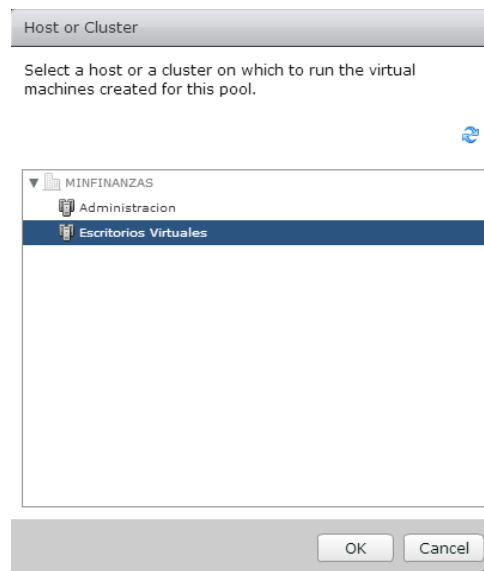 Host or Cluster
Select a host or a cluster on which to run the virtual
machines created for this pool.
MINFINANZAS
Administracion
Escritorios Virtuales
OK
Cancel